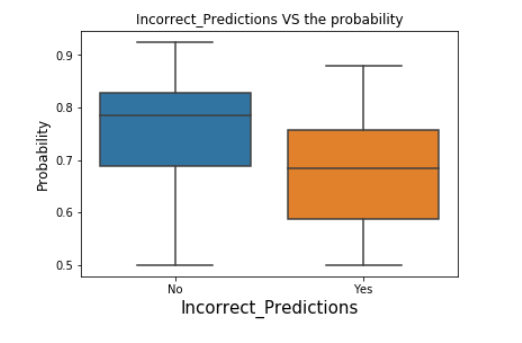 Incorrect_Predictions VS the probability
0.9
0.8
0.7
0.6
0.5
Probability
No
Yes
Incorrect_Predictions